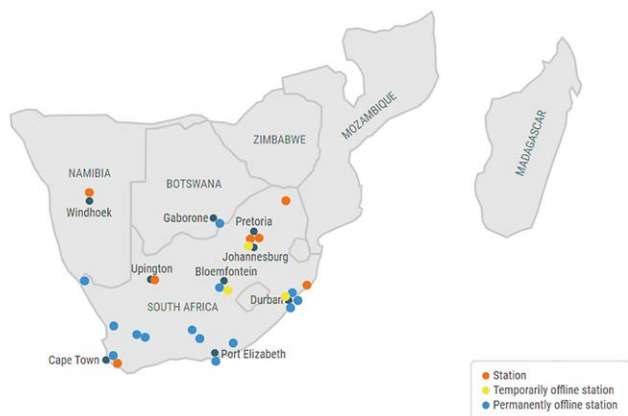 MOZAMBIQUE
MADAGASCAR
ZIMBABWE
NAMIBIA
BOTSWANA
Windhoek
Gaborone
Pretoria
Johannesburg
Upington
Bloemfontein
Durban
SOUTH AFRICA
Cape Town
Port Elizabeth
Station
Temporarily offline station
Permanently offline station